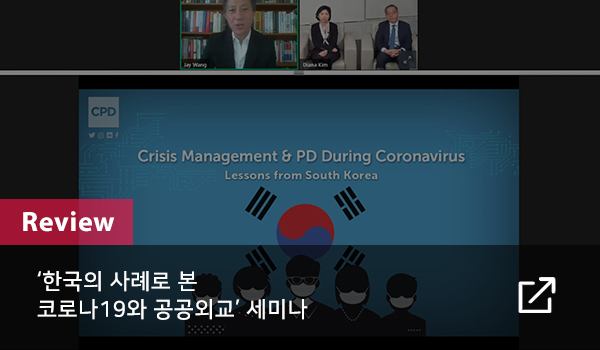 Jay Wang
Diana Kim
CPD
Crisis Management & PD During Coronavirus
Lessons from South Korea
Review
‘한국의 사례로 본
코로나19와 공공외교’ 세미나